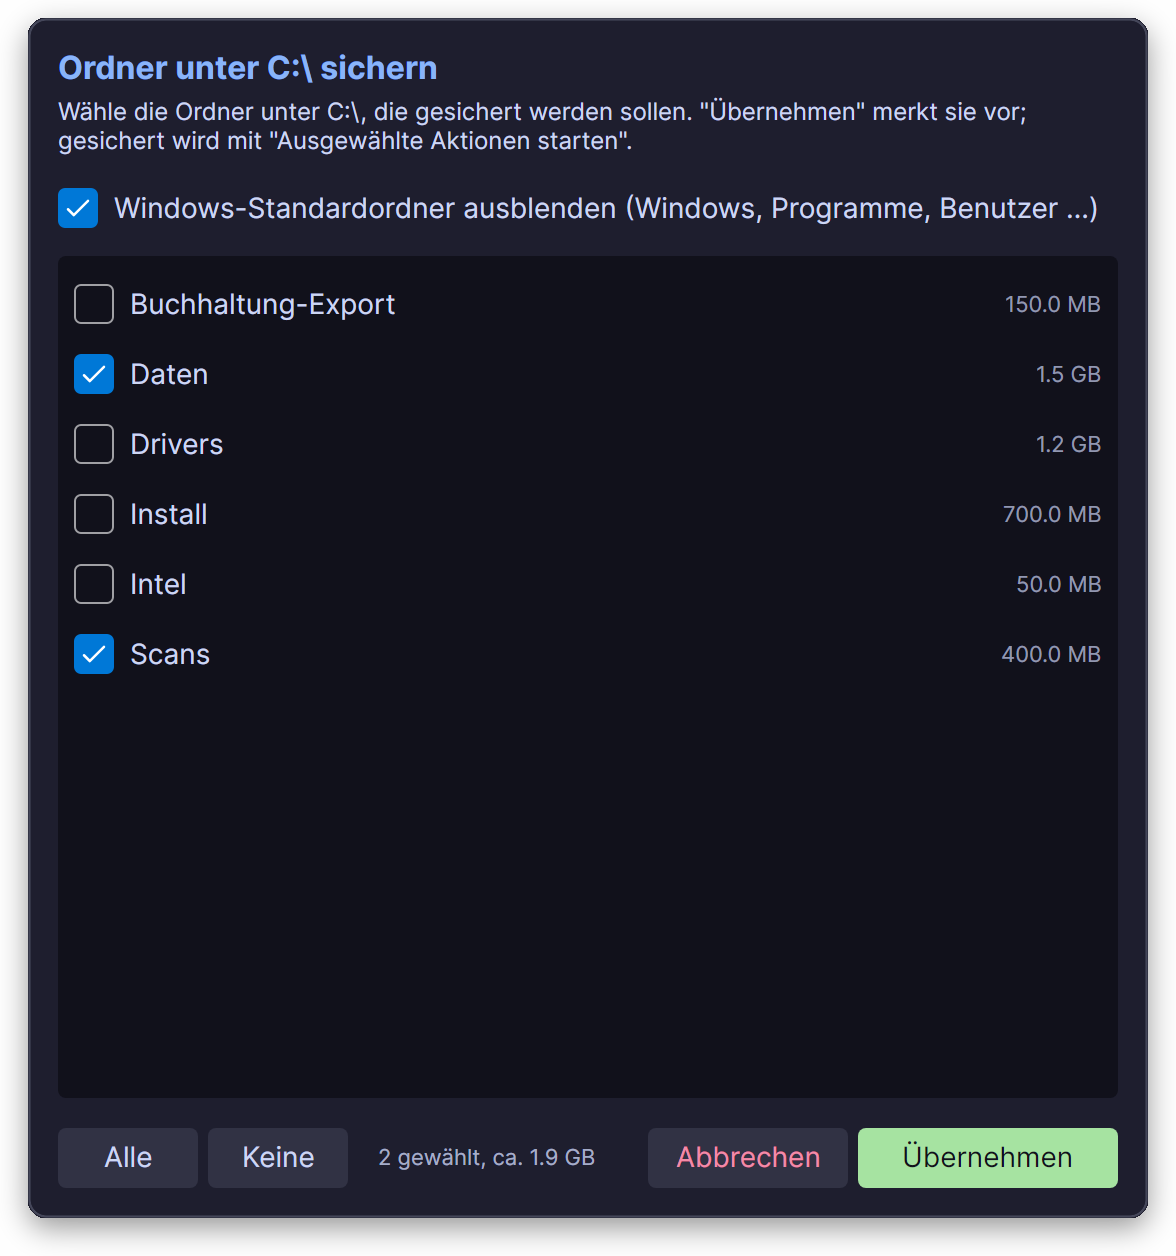 Ordner unter C:\ sichern
Wähle die Ordner unter C:\, die gesichert werden sollen. "Übernehmen" merkt sie vor;
gesichert wird mit "Ausgewählte Aktionen starten".
Windows-Standardordner ausblenden (Windows, Programme, Benutzer ...)
Buchhaltung-Export 150.0 MB
Daten 1.5 GB
Drivers 1.2 GB
Install 700.0 MB
Intel 50.0 MB
Scans 400.0 MB
Alle Keine 2 gewählt, ca. 1.9 GB Abbrechen Übernehmen